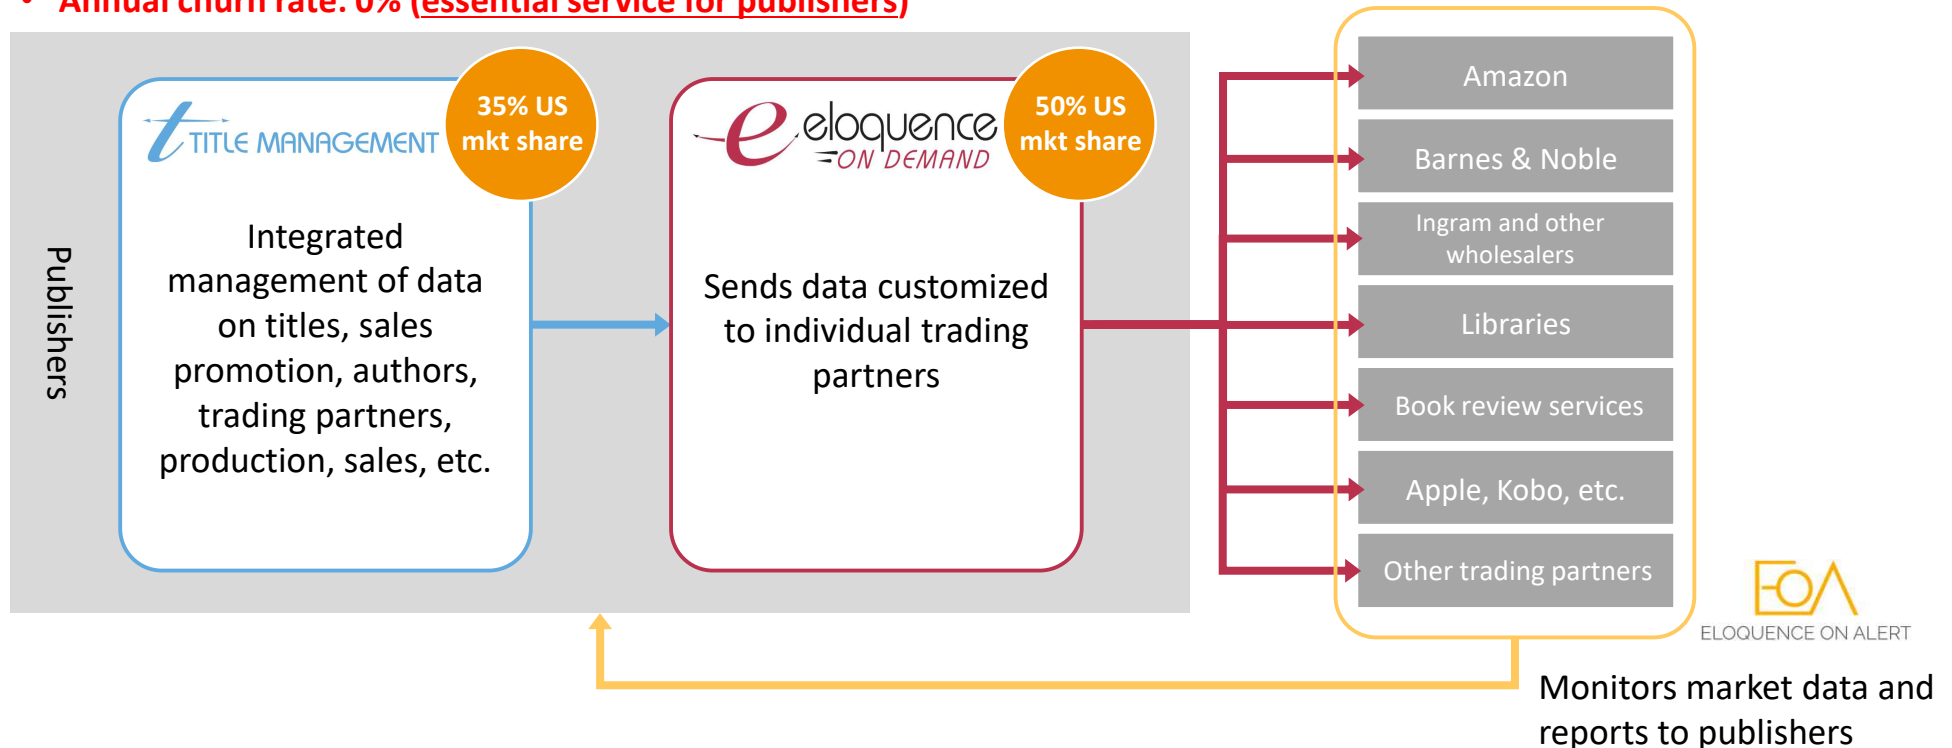 • Annual churn rate: 0% (essential service for publishers)
Publishers
t TITLE MANAGEMENT
35% US
mkt share
Integrated
management of data
on titles, sales
promotion, authors,
trading partners,
production, sales, etc.
e eloquence
ON DEMAND
50% US
mkt share
Sends data customized
to individual trading
partners
Amazon
Barnes & Noble
Ingram and other
wholesalers
Libraries
Book review services
Apple, Kobo, etc.
Other trading partners
EOA
ELOQUENCE ON ALERT
Monitors market data and
reports to publishers